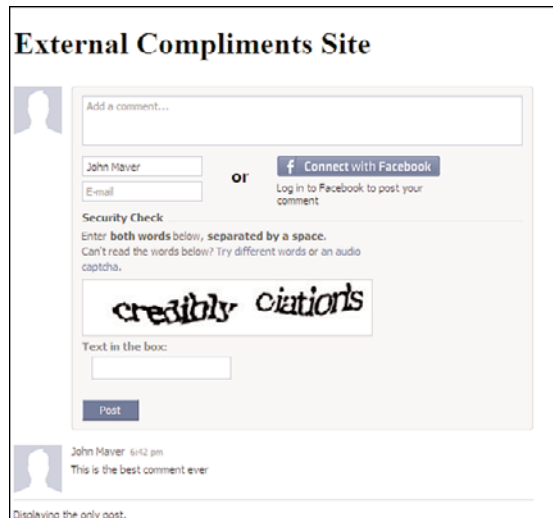 External Compliments Site
Add a comment...
John Maver
E-mail
or
f Connect with Facebook
Log in to Facebook to post your
comment
Security Check
Enter both words below, separated by a space.
Can't read the words below? Try different words or an audio
captcha.
credibly ciations
Text in the box:
Post
John Maver 6:42 pm
This is the best comment ever
Displaying the only post.